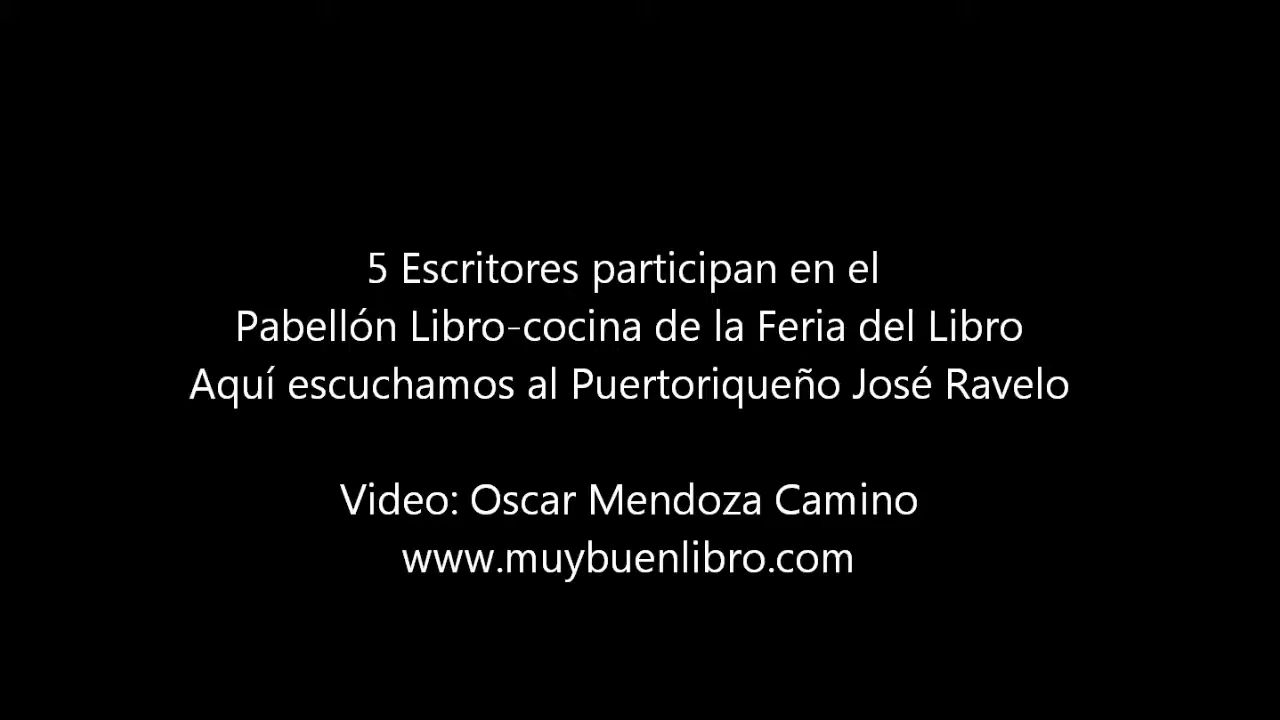 5 Escritores participan en el
Pabellón Libro-cocina de la Feria del Libro
Aquí escuchamos al Puertoriqueño José Ravelo
Video: Oscar Mendoza Camino
www.muybuenlibro.com